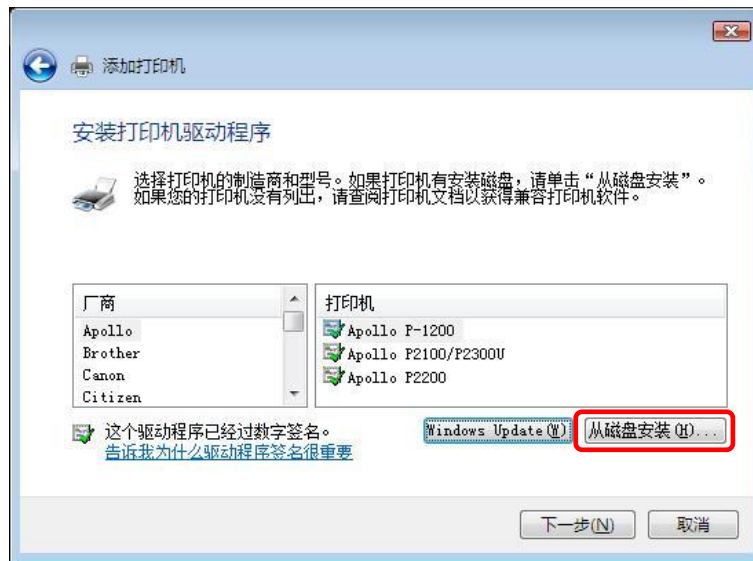 添加打印机
安装打印机驱动程序
选择打印机的制造商和型号。如果打印机有安装磁盘，请单击“从磁盘安装”。
如果您的打印机没有列出，请查阅打印机文档以获得兼容打印机软件。
厂商
Apollo
Brother
Canon
Citizen
打印机
Apollo P-1200
Apollo P2100/P2300U
Apollo P2200
这个驱动程序已经过数字签名。
告诉我为什么驱动程序签名很重要
Windows Update(W)
从磁盘安装(H)...
下一步(N)
取消